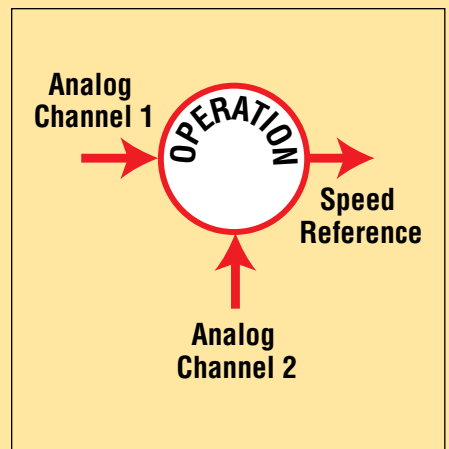 Analog
Channel 1
OPERATION
Speed
Reference
Analog
Channel 2